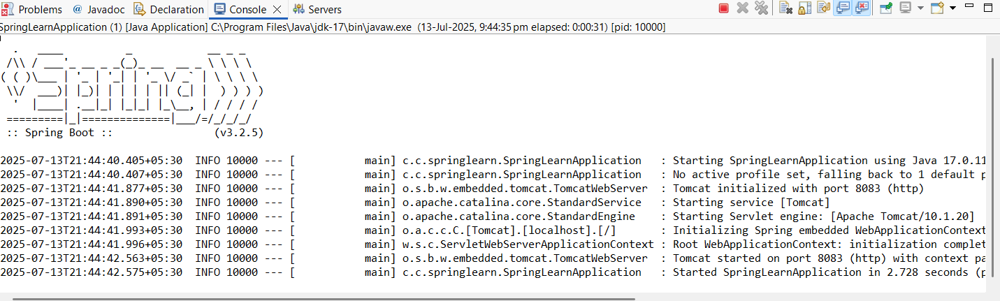 Problems @ Javadoc Declaration Console Servers
SpringLearnApplication (1) [Java Application] C:\Program Files\Java\jdk-17\bin\javaw.exe (13-Jul-2025, 9:44:35 pm elapsed: 0:00:31) [pid: 10000]
  .   ____          _            __ _ _
 /\\ / ___'_ __ _ _(_)_ __  __ _ \ \ \ \
( ( )\___ | '_ | '_| | '_ \/ _` | \ \ \ \
 \\/  ___)| |_)| | | | | || (_| |  ) ) ) )
  '  |____| .__|_| |_|_| |_\__, | / / / /
 =========|_|==============|___/=/_/_/_/
 :: Spring Boot ::                (v3.2.5)
2025-07-13T21:44:40.405+05:30  INFO 10000 --- [           main] c.c.springlearn.SpringLearnApplication   : Starting SpringLearnApplication using Java 17.0.11
2025-07-13T21:44:40.407+05:30  INFO 10000 --- [           main] c.c.springlearn.SpringLearnApplication   : No active profile set, falling back to 1 default p
2025-07-13T21:44:41.877+05:30  INFO 10000 --- [           main] o.s.b.w.embedded.tomcat.TomcatWebServer  : Tomcat initialized with port 8083 (http)
2025-07-13T21:44:41.890+05:30  INFO 10000 --- [           main] o.apache.catalina.core.StandardService   : Starting service [Tomcat]
2025-07-13T21:44:41.891+05:30  INFO 10000 --- [           main] o.apache.catalina.core.StandardEngine    : Starting Servlet engine: [Apache Tomcat/10.1.20]
2025-07-13T21:44:41.993+05:30  INFO 10000 --- [           main] o.a.c.c.C.[Tomcat].[localhost].[/]       : Initializing Spring embedded WebApplicationContext
2025-07-13T21:44:41.996+05:30  INFO 10000 --- [           main] w.s.c.ServletWebServerApplicationContext : Root WebApplicationContext: initialization complet
2025-07-13T21:44:42.563+05:30  INFO 10000 --- [           main] o.s.b.w.embedded.tomcat.TomcatWebServer  : Tomcat started on port 8083 (http) with context pa
2025-07-13T21:44:42.575+05:30  INFO 10000 --- [           main] c.c.springlearn.SpringLearnApplication   : Started SpringLearnApplication in 2.728 seconds (p